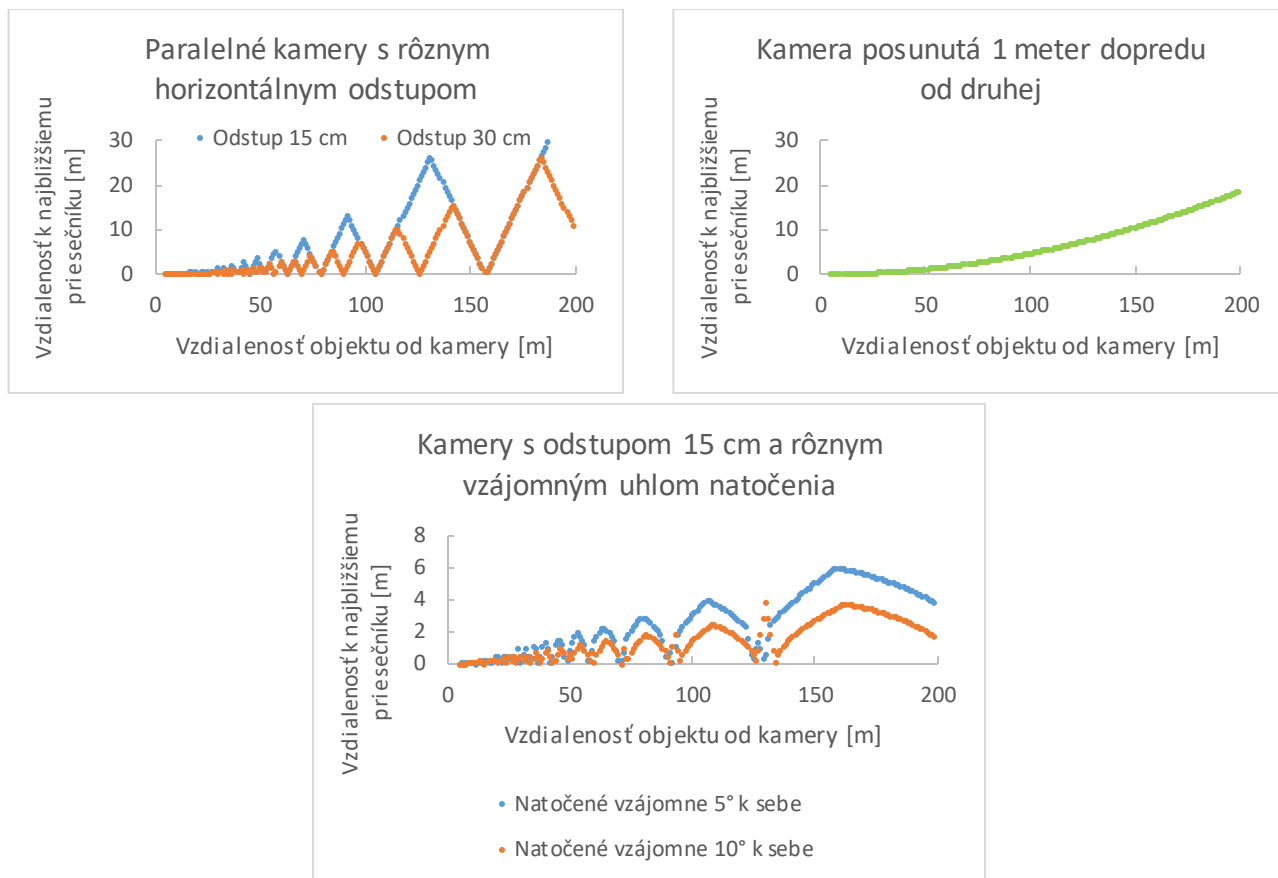 Paralelné kamery s rôznym
horizontálnym odstupom
Odstup 15 cm
Odstup 30 cm
Vzdialenosť k najbližšiemu
priesečníku [m]
30
20
10
0
0
50
100
150
200
Vzdialenosť objektu od kamery [m]
Kamera posunutá 1 meter dopredu
od druhej
Vzdialenosť k najbližšiemu
priesečníku [m]
30
20
10
0
0
50
100
150
200
Vzdialenosť objektu od kamery [m]
Kamery s odstupom 15 cm a rôznym
vzájomným uhlom natočenia
Vzdialenosť k najbližšiemu
priesečníku [m]
8
6
4
2
0
0
50
100
150
200
Vzdialenosť objektu od kamery [m]
Natočené vzájomne 5° k sebe
Natočené vzájomne 10° k sebe